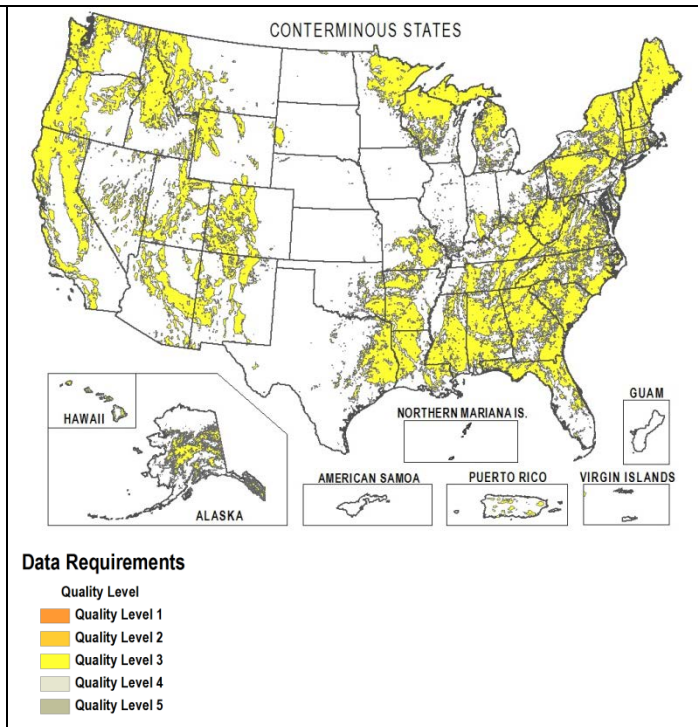 CONTERMINOUS STATES
HAWAII
ALASKA
NORTHERN MARIANA IS.
GUAM
AMERICAN SAMOA
PUERTO RICO
VIRGIN ISLANDS
Data Requirements
Quality Level
Quality Level 1
Quality Level 2
Quality Level 3
Quality Level 4
Quality Level 5